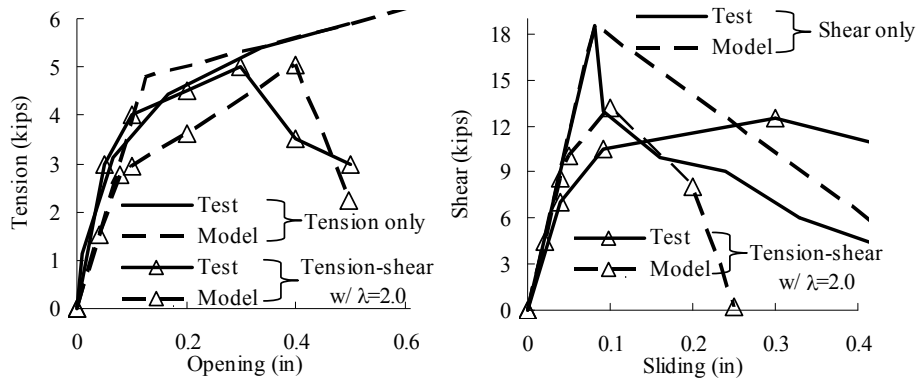 6
5
4
3
2
1
0
Tension (kips)
0 0.2 0.4 0.6
Opening (in)
Test
Model
Tension only
Test
Model
Tension-shear
w/ λ=2.0
18
15
12
9
6
3
0
Shear (kips)
0 0.1 0.2 0.3 0.4
Sliding (in)
Test
Model
Shear only
Test
Model
Tension-shear
w/ λ=2.0